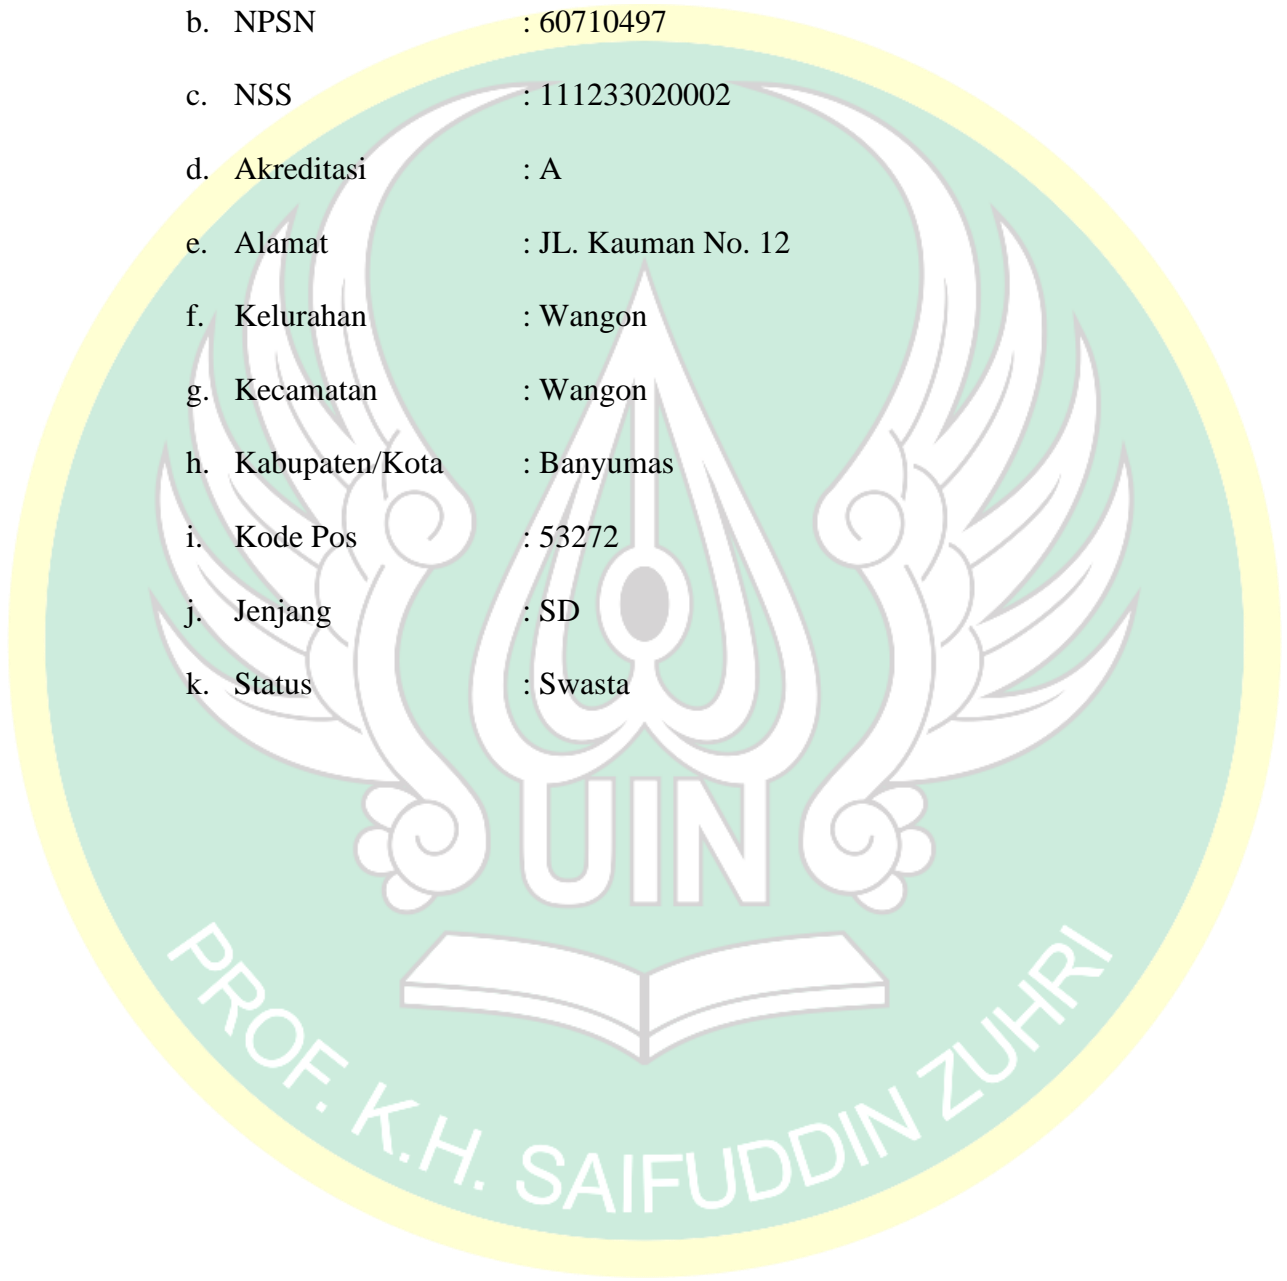 b. NPSN : 60710497
c. NSS : 111233020002
d. Akreditasi : A
e. Alamat : JL. Kauman No. 12
f. Kelurahan : Wangon
g. Kecamatan : Wangon
h. Kabupaten/Kota : Banyumas
i. Kode Pos : 53272
j. Jenjang : SD
k. Status : Swasta
UIN
PROF. K.H. SAIFUDDIN ZUHRI